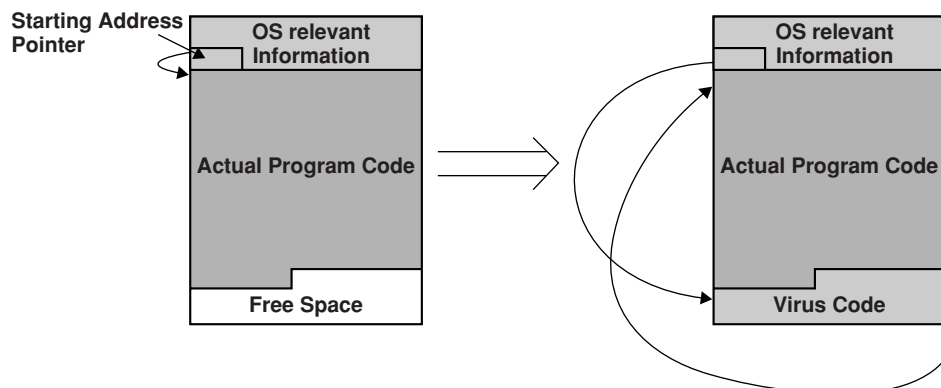 Starting Address
Pointer
OS relevant
Information
Actual Program Code
Free Space
OS relevant
Information
Actual Program Code
Virus Code